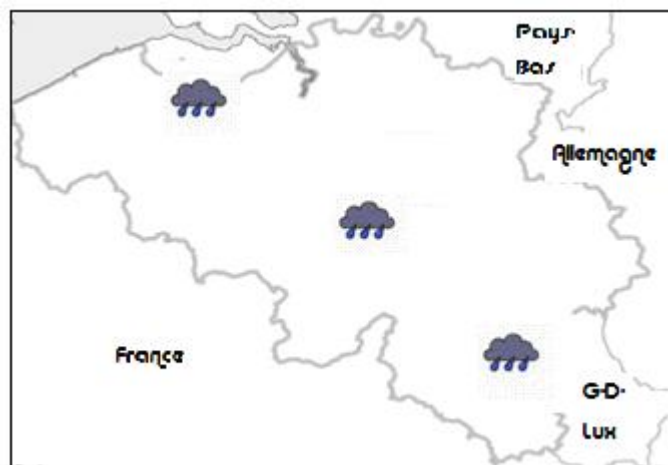 Pays-
Bas
Allemagne
France
G-D-
Lux